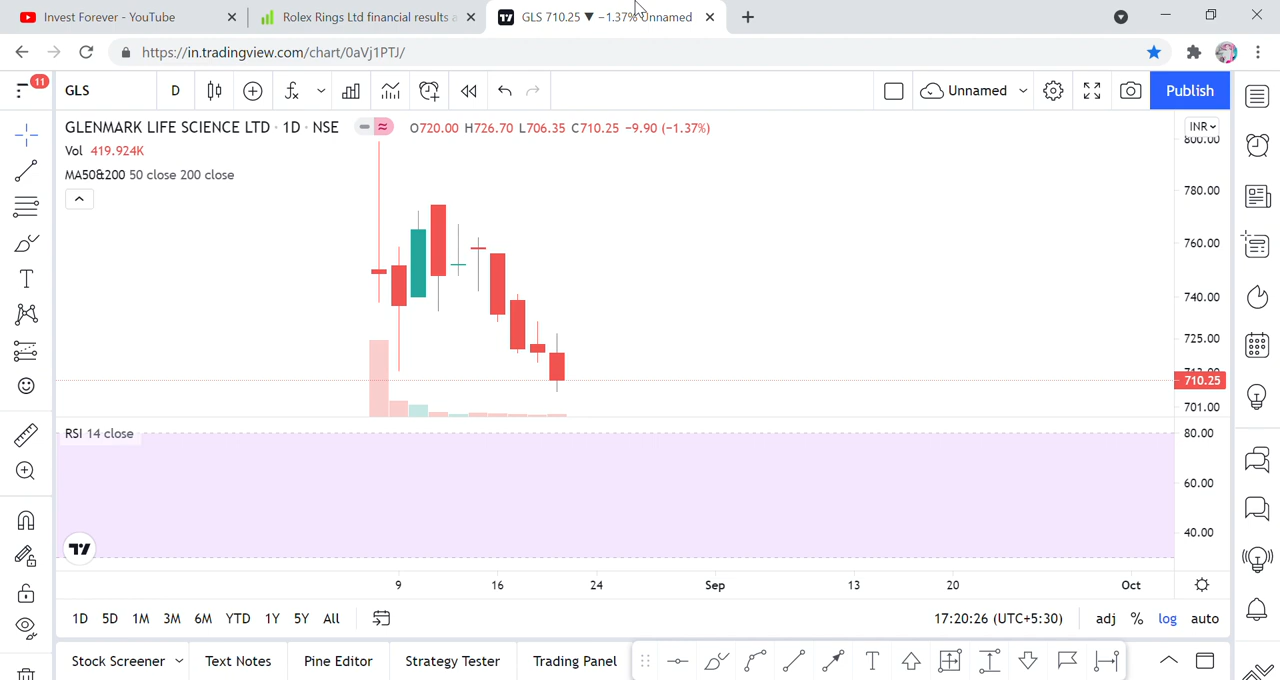 Invest Forever - YouTube
Rolex Rings Ltd financial results a
GLS 710.25 ▼ −1.37% Unnamed
https://in.tradingview.com/chart/0aVj1PTJ/
11
GLS
D
Unnamed
Publish
GLENMARK LIFE SCIENCE LTD · 1D · NSE
O720.00 H726.70 L706.35 C710.25 −9.90 (−1.37%)
INR
Vol 419.924K
MA50&200 50 close 200 close
800.00
780.00
760.00
740.00
725.00
710.25
701.00
RSI 14 close
80.00
60.00
40.00
9
16
24
Sep
13
20
Oct
1D 5D 1M 3M 6M YTD 1Y 5Y All
17:20:26 (UTC+5:30)
adj % log auto
Stock Screener
Text Notes
Pine Editor
Strategy Tester
Trading Panel